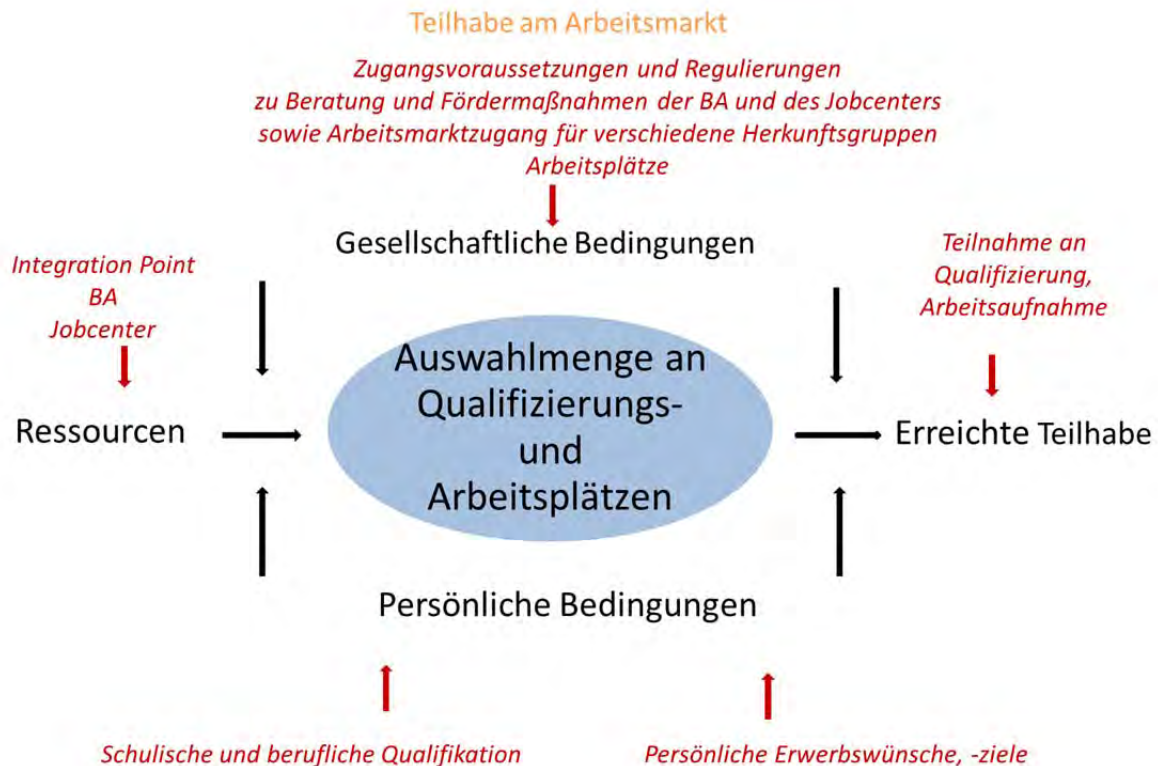 Teilhabe am Arbeitsmarkt
Zugangsvoraussetzungen und Regulierungen
zu Beratung und Fördermaßnahmen der BA und des Jobcenters
sowie Arbeitsmarktzugang für verschiedene Herkunftsgruppen
Arbeitsplätze
Gesellschaftliche Bedingungen
Integration Point
BA
Jobcenter
Teilnahme an
Qualifizierung,
Arbeitsaufnahme
Ressourcen
Auswahlmenge an
Qualifizierungs-
und
Arbeitsplätzen
Erreichte Teilhabe
Persönliche Bedingungen
Schulische und berufliche Qualifikation
Persönliche Erwerbswünsche, -ziele